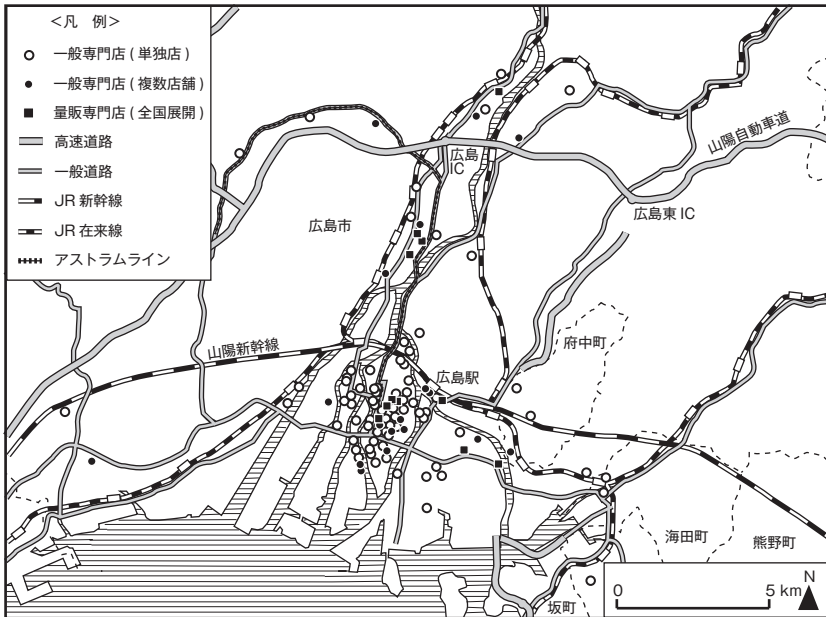 <凡 例>
一般専門店 ( 単独店 )
一般専門店 ( 複数店舗 )
量販専門店 ( 全国展開 )
高速道路
一般道路
JR 新幹線
JR 在来線
アストラムライン
山陽自動車道
広島
IC
広島東 IC
広島市
府中町
山陽新幹線
広島駅
海田町
熊野町
坂町
0
5 km
N